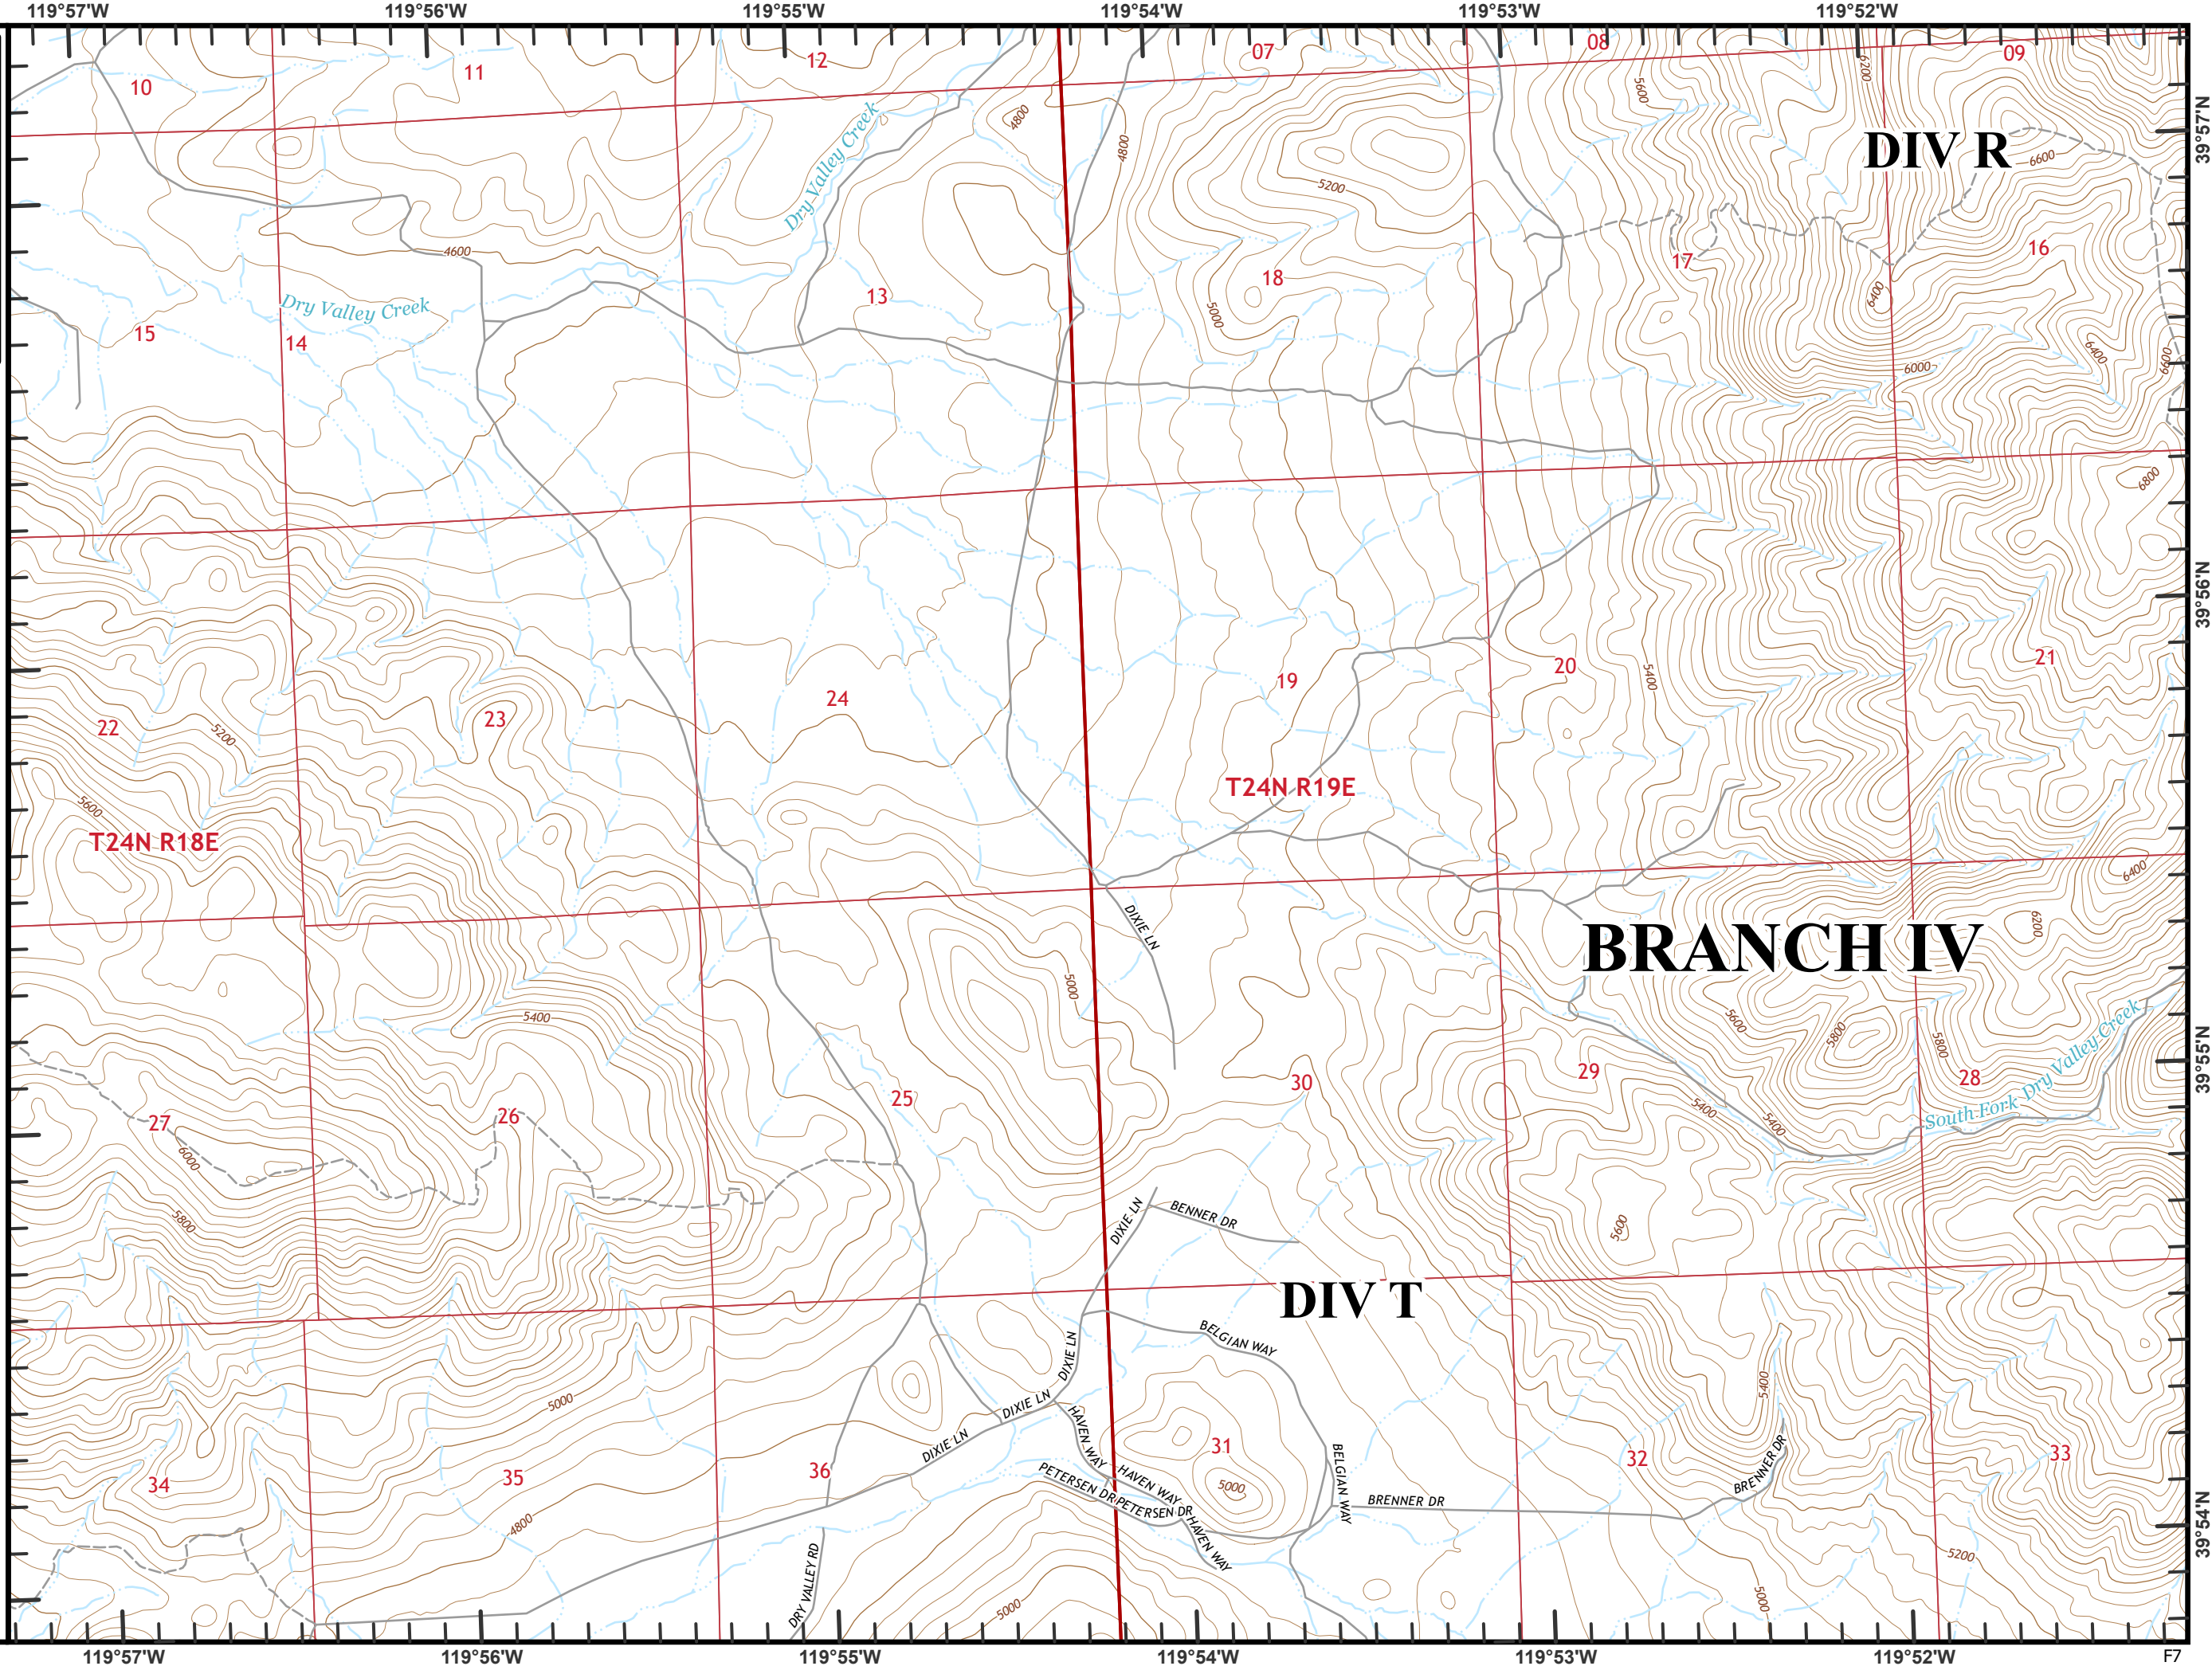 119°57'W 119°56'W 119°55'W 119°54'W 119°53'W 119°52'W
10 11 12 07 08 09
6200
5600
4800
4800
39°57'N
DIV R
6600
Dry Valley Creek
5200
4600
17 16
18
13
Dry Valley Creek
6400
5000
15 14
6400
6600
6000
6800
39°56'N
21
20
19
5400
24
23
22
5200
T24N R19E
5600
T24N R18E
6400
DIXIE LN
6200
BRANCH IV
5000
5400
5600
5800
5800
39°55'N
29
28
30
25
South Fork Dry Valley Creek
5400
5400
26
27
6000
5800
DIXIE LN
BENNER DR
5600
DIV T
BELGIAN WAY
DIXIE LN
5400
5000
DIXIE LN
HAVEN WAY
DIXIE LN
31
BELGIAN WAY
32
33
36
35
34
PETERSEN DR
HAVEN WAY
PETERSEN DR
5000
BRENNER DR
BRENNER DR
4800
HAVEN WAY
39°54'N
5200
DRY VALLEY RD
5000
5000
119°57'W 119°56'W 119°55'W 119°54'W 119°53'W 119°52'W
F7